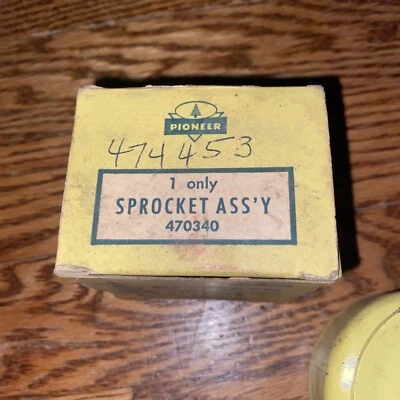 PIONEER
474453
1 only
SPROCKET ASS'Y
470340